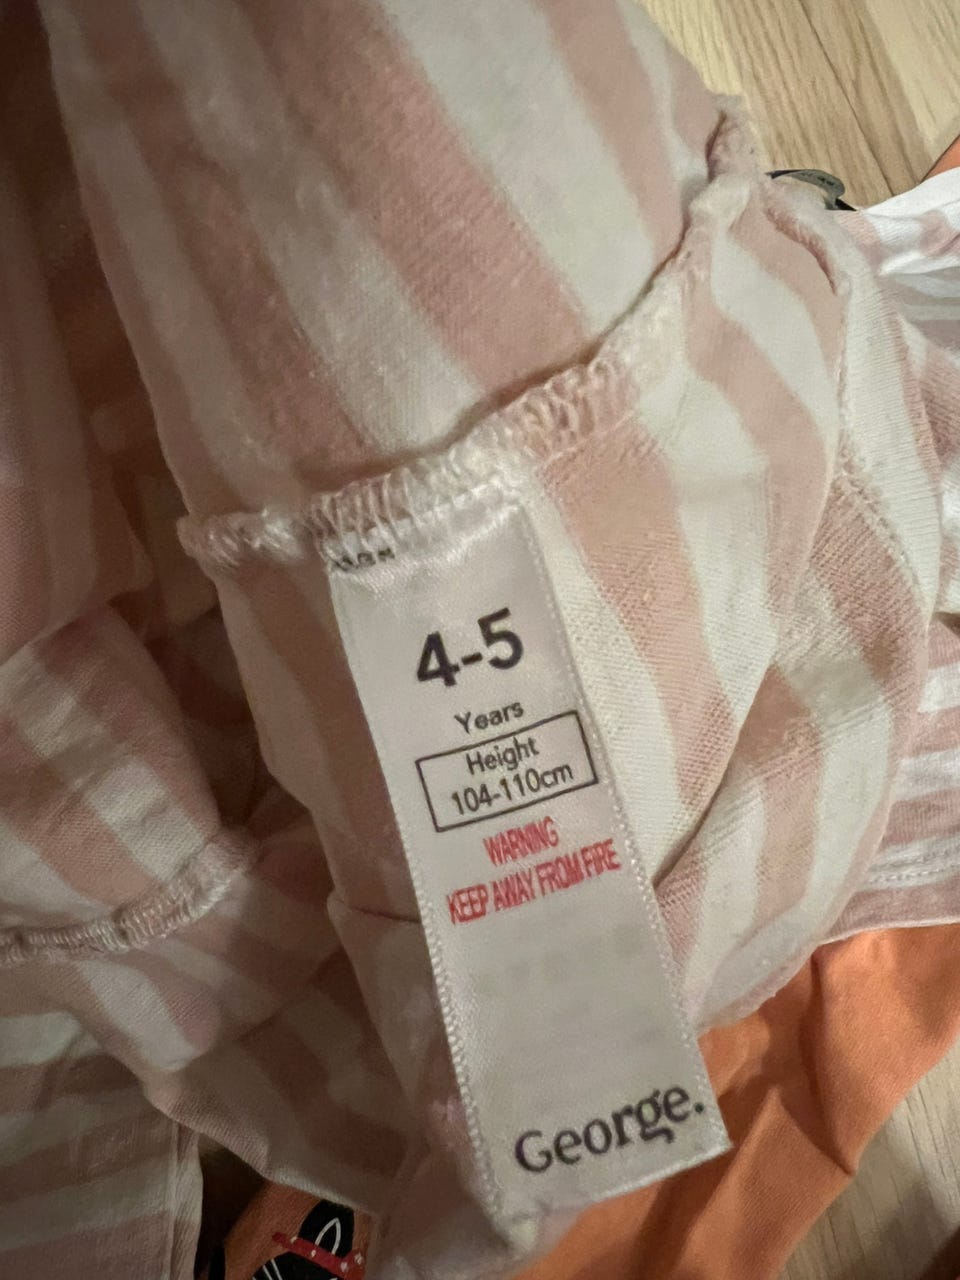 4-5
Years
Height
104-110cm
WARNING
KEEP AWAY FROM FIRE
George.